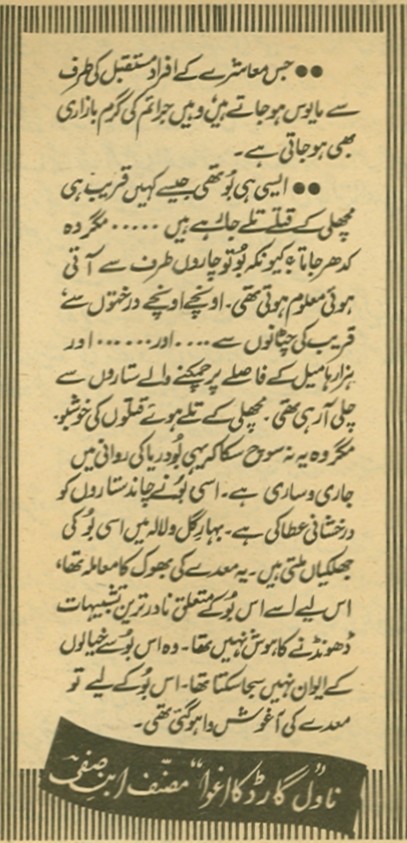 ●● جس معاشرے کے افراد مستقبل کی طرف
سے مایوس ہو جاتے ہیں وہیں جرائم کی گرم بازاری
بھی ہو جاتی ہے۔
●● ایسی ہی بُو تھی جیسے کہیں قریب ہی
مچھلی کے قتلے تلے جا رہے ہیں ..... مگر وہ
کدھر جاتا؟ کیونکہ بُو تو چاروں طرف سے آتی
ہوئی معلوم ہوتی تھی۔ اونچے اونچے درختوں سے
قریب کی چٹانوں سے .... اور ...... اور
ہزارہا میل کے فاصلے پر چمکنے والے ستاروں سے
چلی آ رہی تھی۔ مچھلی کے تلے ہوئے قتلوں کی خوشبو۔
مگر وہ یہ نہ سوچ سکا کہ یہی بُو دریا کی روانی میں
جاری و ساری ہے۔ اسی بُو نے چاند ستاروں کو
درخشانی عطا کی ہے۔ بہار گل و لالہ میں اسی بُو کی
جھلکیاں ملتی ہیں۔ یہ معدے کی بھوک کا معاملہ تھا،
اس لیے اسے اس بُو کے متعلق نادر ترین تشبیہات
ڈھونڈنے کا ہوش نہیں تھا۔ وہ اس بُو سے خیالوں
کے ایوان نہیں سجا سکتا تھا۔ اس بُو کے لیے تو
معدے کی آغوش وا ہو گئی تھی۔
ناول "گارڈ کا اغوا" مصنف ابن صفی